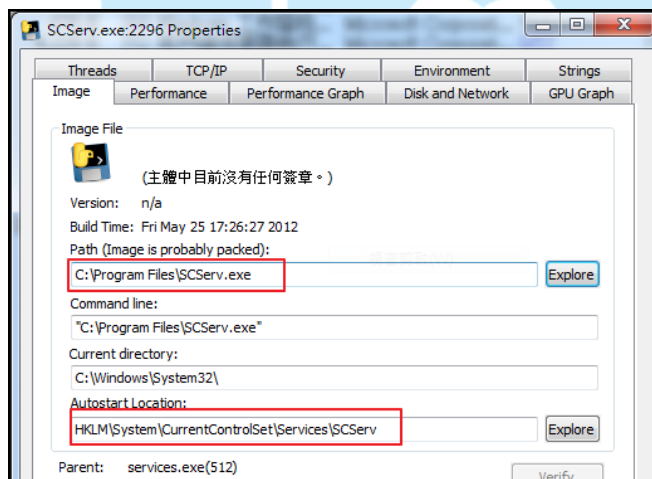 SCServ.exe:2296 Properties
Threads TCP/IP Security Environment Strings
Image Performance Performance Graph Disk and Network GPU Graph
Image File
(主體中目前沒有任何簽章。)
Version: n/a
Build Time: Fri May 25 17:26:27 2012
Path (Image is probably packed):
C:\Program Files\SCServ.exe Explore
Command line:
"C:\Program Files\SCServ.exe"
Current directory:
C:\Windows\System32\
Autostart Location:
HKLM\System\CurrentControlSet\Services\SCServ Explore
Parent: services.exe(512)
Verify